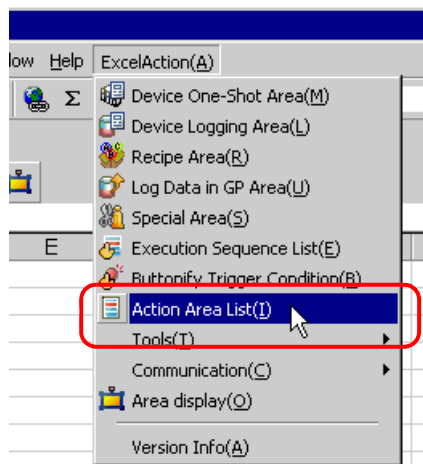 low Help ExcelAction(A)
Σ
Device One-Shot Area(M)
Device Logging Area(L)
Recipe Area(R)
Log Data in GP Area(U)
Special Area(S)
E
Execution Sequence List(E)
Buttonify Trigger Condition(B)
Action Area List(I)
Tools(T)
Communication(C)
Area display(O)
Version Info(A)